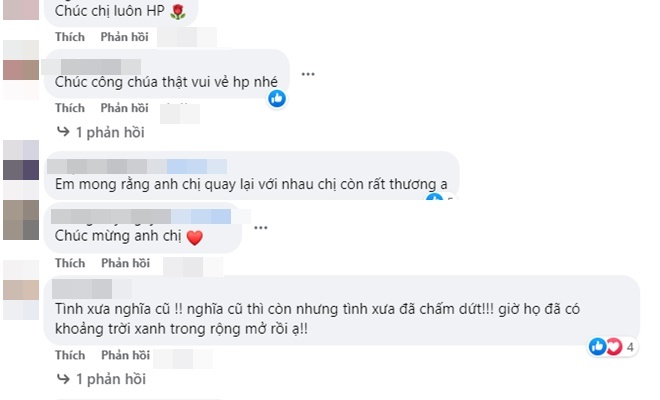 Chúc chị luôn HP 🌹
Thích Phản hồi
Chúc công chúa thật vui vẻ hp nhé
Thích Phản hồi
1 phản hồi
Em mong rằng anh chị quay lại với nhau chị còn rất thương a
Chúc mừng anh chị ❤️
Thích Phản hồi
Tình xưa nghĩa cũ !! nghĩa cũ thì còn nhưng tình xưa đã chấm dứt!!! giờ họ đã có
khoảng trời xanh trong rộng mở rồi ạ!!
4
Thích Phản hồi
1 phản hồi